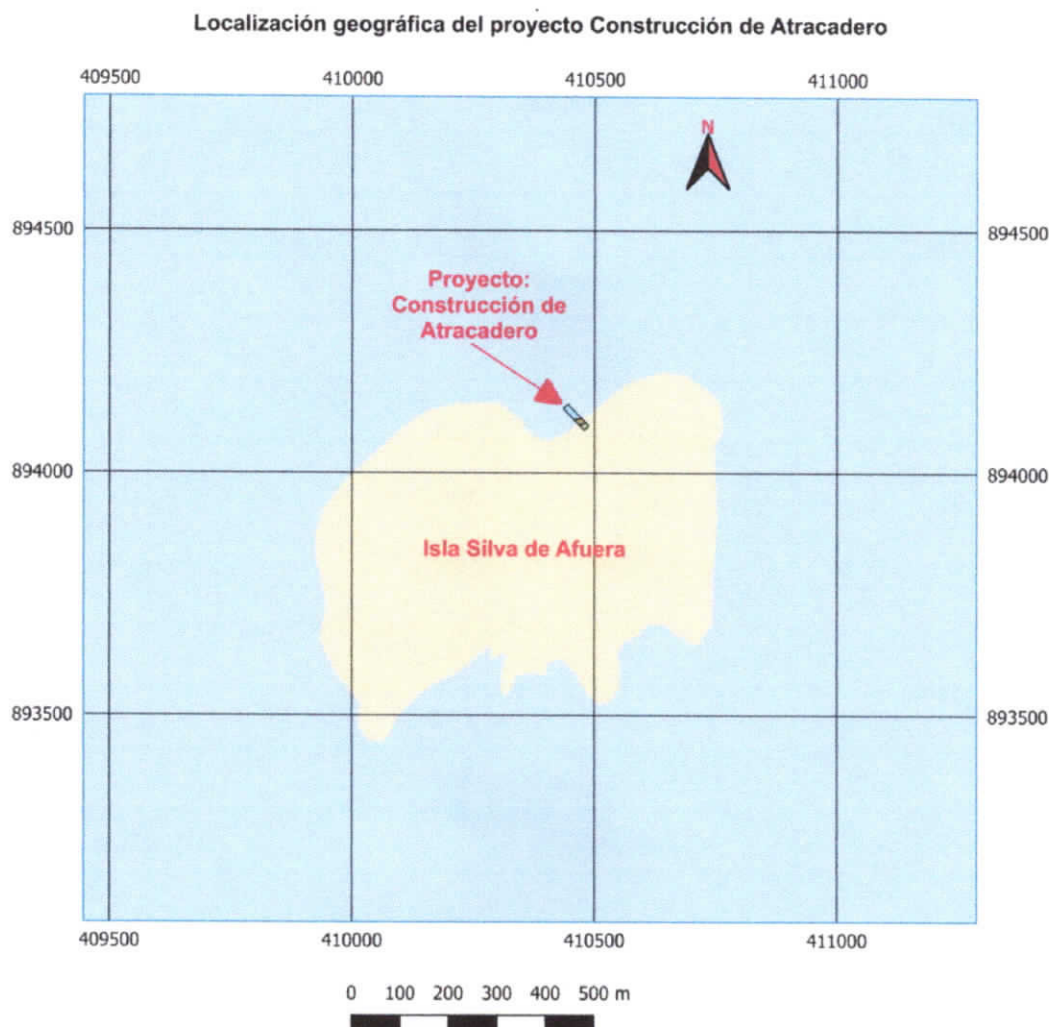 Localización geográfica del proyecto Construcción de Atracadero
409500 410000 410500 411000
N
894500 894500
Proyecto:
Construcción de
Atracadero
894000 894000
Isla Silva de Afuera
893500 893500
409500 410000 410500 411000
0 100 200 300 400 500 m